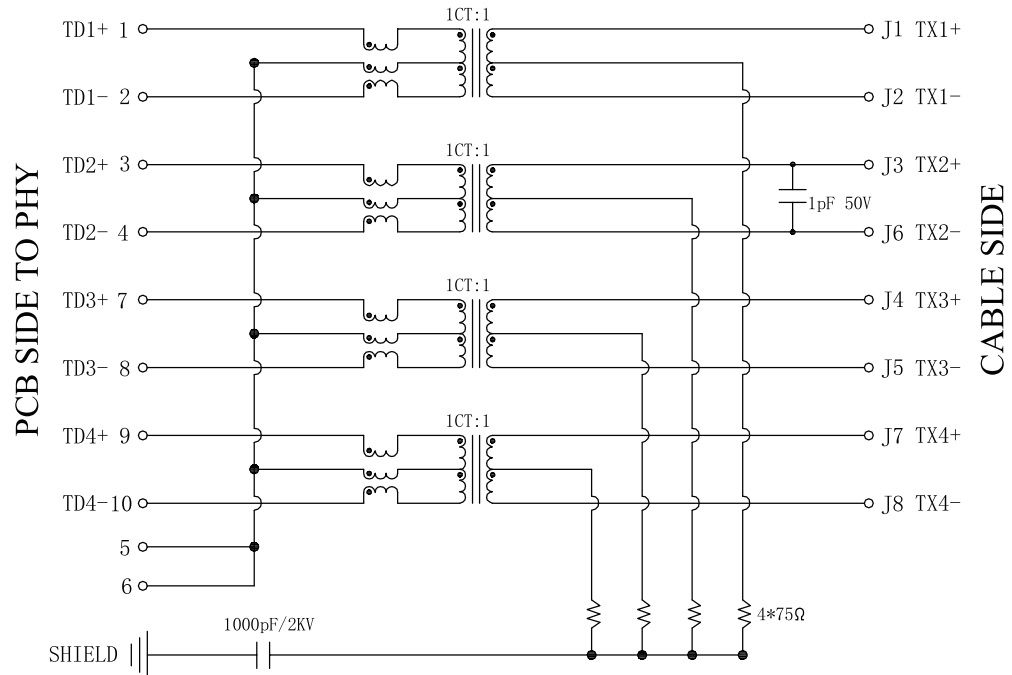 1CT:1
TD1+ 1 J1 TX1+
TD1- 2 J2 TX1-
1CT:1
TD2+ 3 J3 TX2+
1pF 50V
TD2- 4 J6 TX2-
1CT:1
TD3+ 7 J4 TX3+
TD3- 8 J5 TX3-
1CT:1
TD4+ 9 J7 TX4+
TD4- 10 J8 TX4-
5
6
PCB SIDE TO PHY
CABLE SIDE
4*75Ω
1000pF/2KV
SHIELD